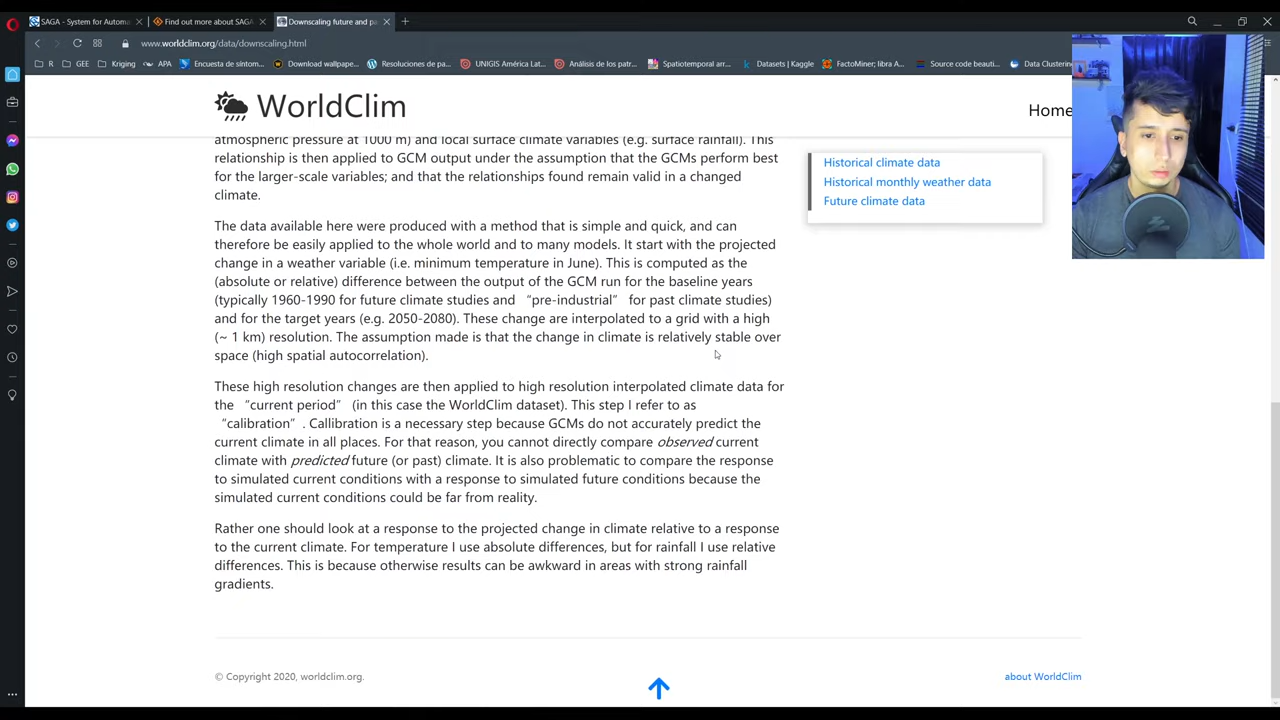 SAGA - System for Automa
Find out more about SAGA
Downscaling future and pa
www.worldclim.org/data/downscaling.html
R
GEE
Kriging
APA
Encuesta de síntom...
Download wallpape...
Resoluciones de pa...
UNIGIS América Lat...
Análisis de los patr...
Spatiotemporal arr...
Datasets | Kaggle
FactoMiner; libra A...
Source code beauti...
Data Clustering
WorldClim
Home
atmospheric pressure at 1000 m) and local surface climate variables (e.g. surface rainfall). This
relationship is then applied to GCM output under the assumption that the GCMs perform best
for the larger-scale variables; and that the relationships found remain valid in a changed
climate.
Historical climate data
Historical monthly weather data
Future climate data
The data available here were produced with a method that is simple and quick, and can
therefore be easily applied to the whole world and to many models. It start with the projected
change in a weather variable (i.e. minimum temperature in June). This is computed as the
(absolute or relative) difference between the output of the GCM run for the baseline years
(typically 1960-1990 for future climate studies and “pre-industrial” for past climate studies)
and for the target years (e.g. 2050-2080). These change are interpolated to a grid with a high
(~ 1 km) resolution. The assumption made is that the change in climate is relatively stable over
space (high spatial autocorrelation).
These high resolution changes are then applied to high resolution interpolated climate data for
the “current period” (in this case the WorldClim dataset). This step I refer to as
“calibration”. Callibration is a necessary step because GCMs do not accurately predict the
current climate in all places. For that reason, you cannot directly compare observed current
climate with predicted future (or past) climate. It is also problematic to compare the response
to simulated current conditions with a response to simulated future conditions because the
simulated current conditions could be far from reality.
Rather one should look at a response to the projected change in climate relative to a response
to the current climate. For temperature I use absolute differences, but for rainfall I use relative
differences. This is because otherwise results can be awkward in areas with strong rainfall
gradients.
© Copyright 2020, worldclim.org.
about WorldClim